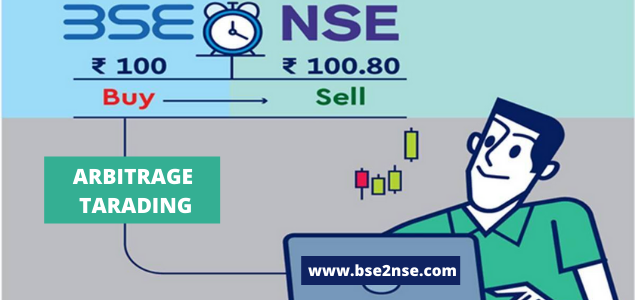 BSE NSE
₹ 100 ₹ 100.80
Buy Sell
ARBITRAGE
TARADING
www.bse2nse.com